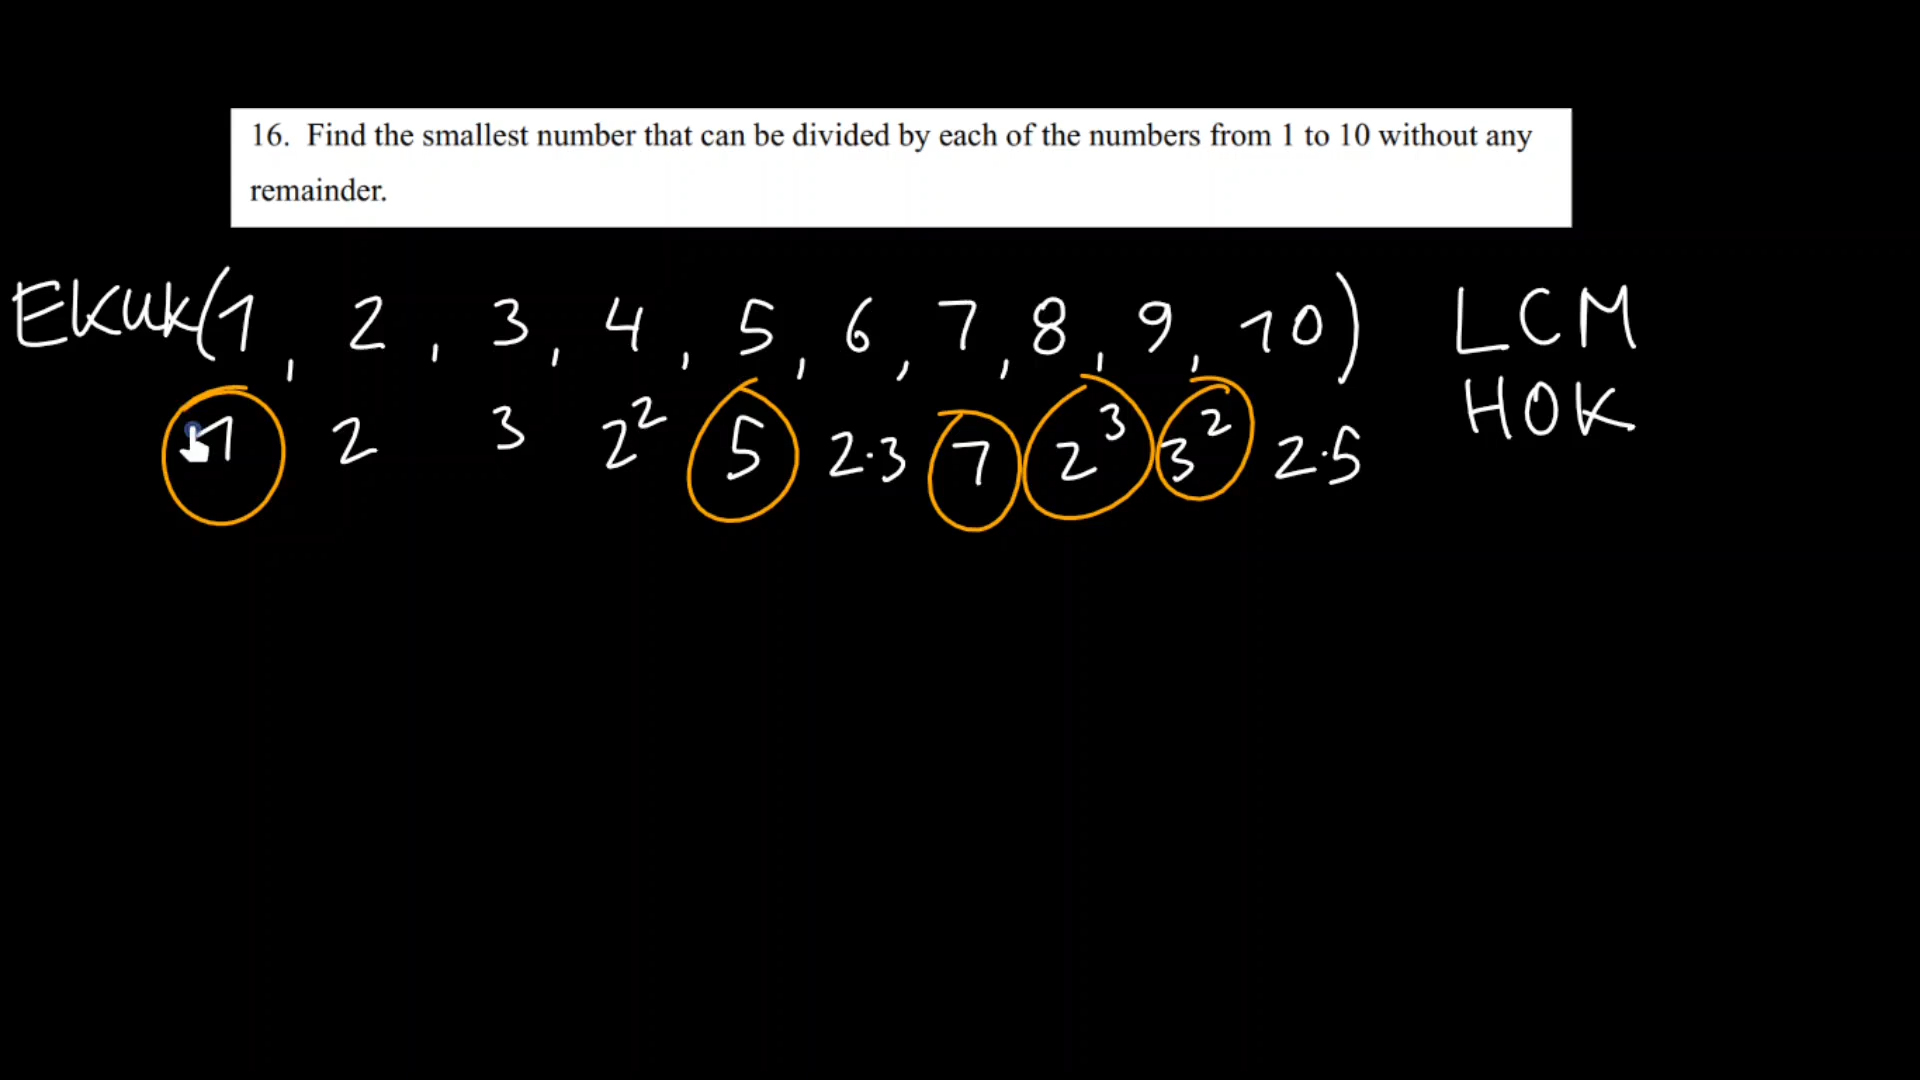 16. Find the smallest number that can be divided by each of the numbers from 1 to 10 without any
remainder.
EKUK(1, 2, 3, 4, 5, 6, 7, 8, 9, 10) LCM
HOK
1 2 3 2² 5 2·3 7 2³ 3² 2·5